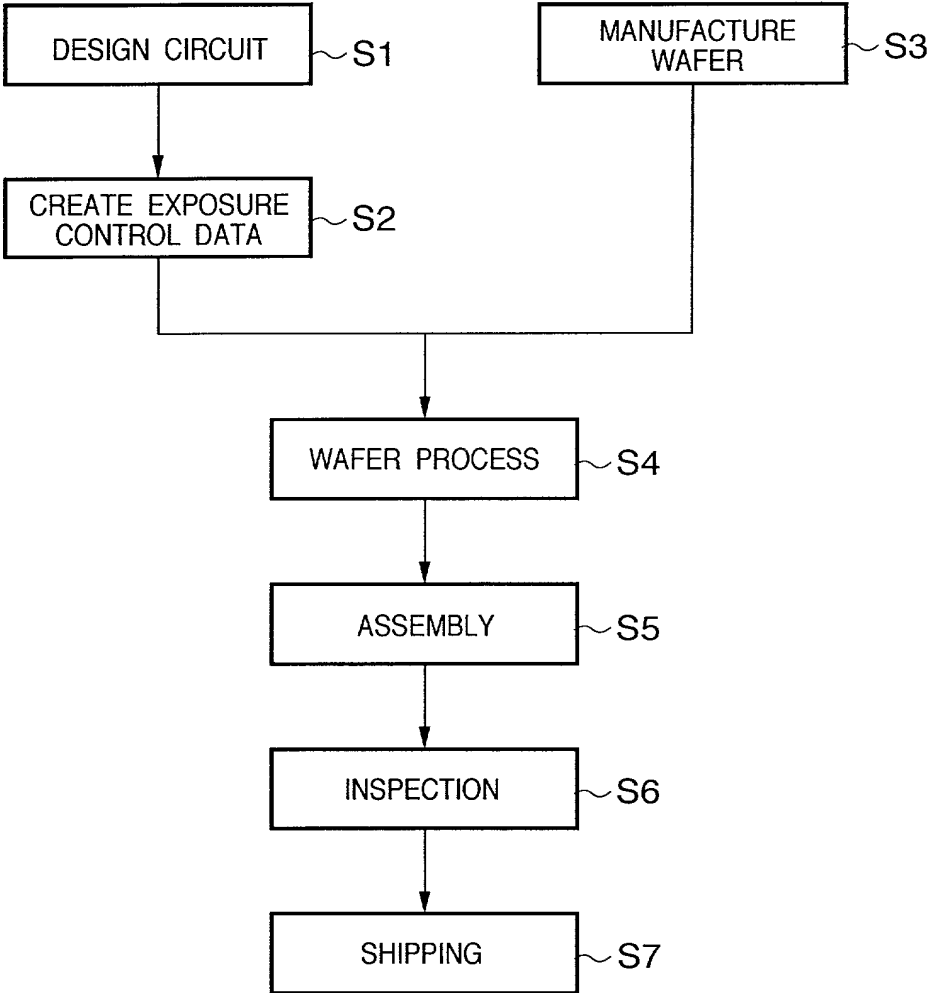 DESIGN CIRCUIT
S1
MANUFACTURE
WAFER
S3
CREATE EXPOSURE
CONTROL DATA
S2
WAFER PROCESS
S4
ASSEMBLY
S5
INSPECTION
S6
SHIPPING
S7